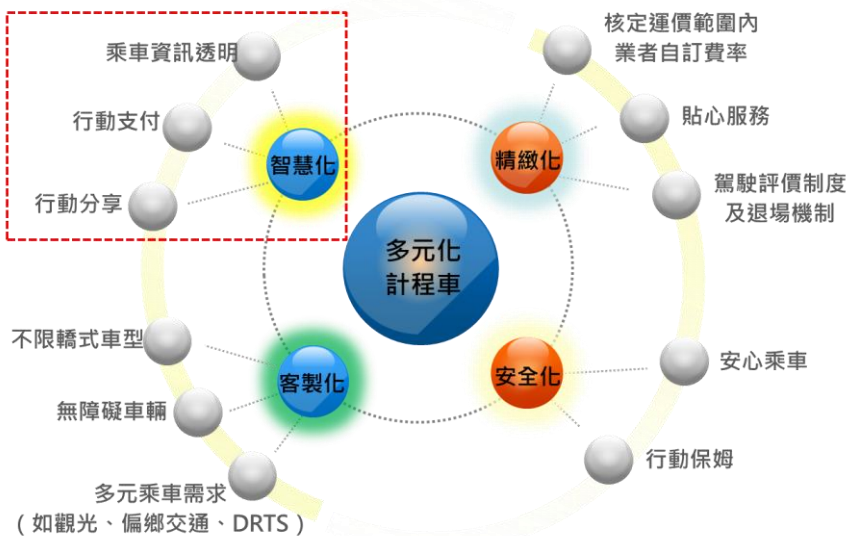 乘車資訊透明
行動支付
行動分享
智慧化
核定運價範圍內
業者自訂費率
貼心服務
駕駛評價制度
及退場機制
精緻化
多元化
計程車
不限轎式車型
無障礙車輛
多元乘車需求
（如觀光、偏鄉交通、DRTS）
客製化
安全化
安心乘車
行動保姆